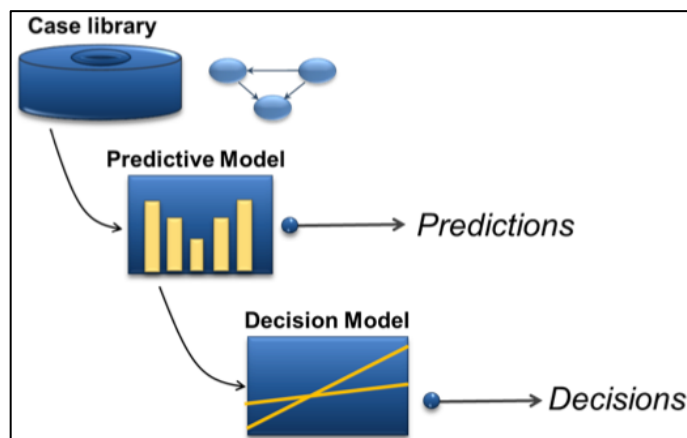 Case library
Predictive Model
Predictions
Decision Model
Decisions